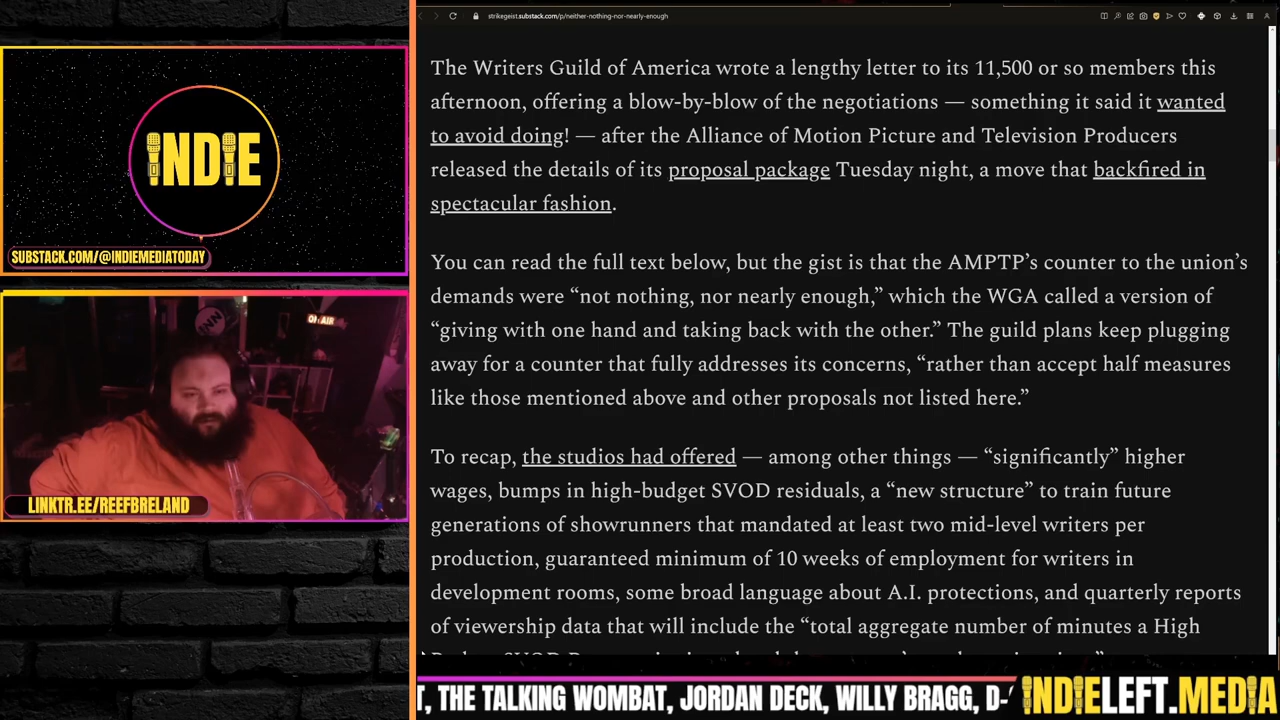 strikegeist.substack.com/p/neither-nothing-nor-nearly-enough
The Writers Guild of America wrote a lengthy letter to its 11,500 or so members this
afternoon, offering a blow-by-blow of the negotiations — something it said it wanted
to avoid doing! — after the Alliance of Motion Picture and Television Producers
released the details of its proposal package Tuesday night, a move that backfired in
spectacular fashion.
You can read the full text below, but the gist is that the AMPTP’s counter to the union’s
demands were “not nothing, nor nearly enough,” which the WGA called a version of
“giving with one hand and taking back with the other.” The guild plans keep plugging
away for a counter that fully addresses its concerns, “rather than accept half measures
like those mentioned above and other proposals not listed here.”
To recap, the studios had offered — among other things — “significantly” higher
wages, bumps in high-budget SVOD residuals, a “new structure” to train future
generations of showrunners that mandated at least two mid-level writers per
production, guaranteed minimum of 10 weeks of employment for writers in
development rooms, some broad language about A.I. protections, and quarterly reports
of viewership data that will include the “total aggregate number of minutes a High
INDIE
SUBSTACK.COM/@INDIEMEDIATODAY
ON AIR
LINKTR.EE/REEFBRELAND
T, THE TALKING WOMBAT, JORDAN DECK, WILLY BRAGG, D-
INDIELEFT.MEDIA